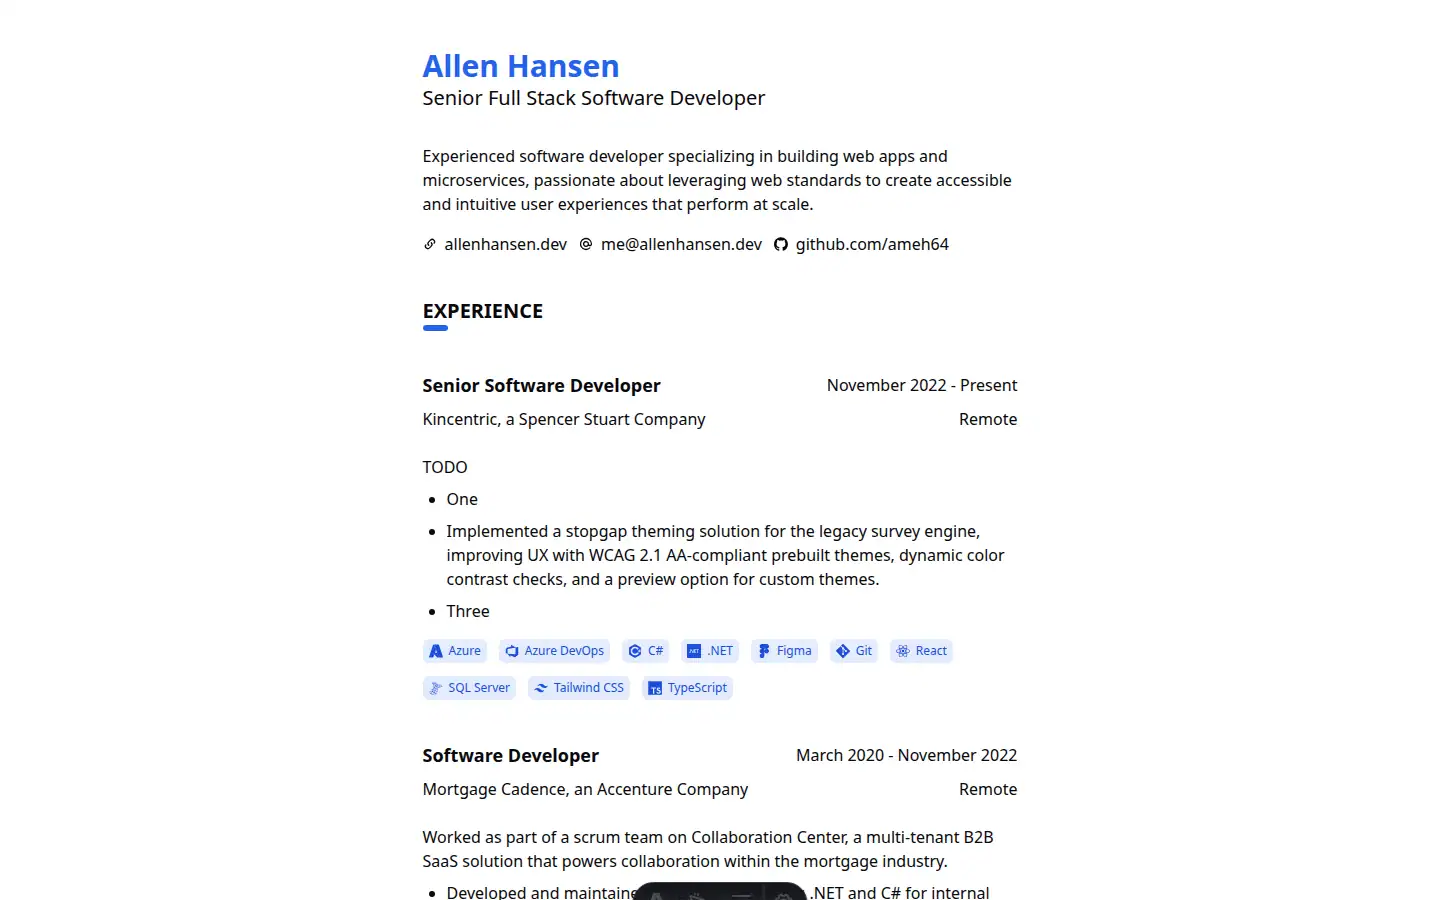 Allen Hansen
Senior Full Stack Software Developer
Experienced software developer specializing in building web apps and
microservices, passionate about leveraging web standards to create accessible
and intuitive user experiences that perform at scale.
allenhansen.dev me@allenhansen.dev github.com/ameh64
EXPERIENCE
Senior Software Developer November 2022 - Present
Kincentric, a Spencer Stuart Company Remote
TODO
• One
• Implemented a stopgap theming solution for the legacy survey engine,
improving UX with WCAG 2.1 AA-compliant prebuilt themes, dynamic color
contrast checks, and a preview option for custom themes.
• Three
Azure Azure DevOps C# .NET Figma Git React
SQL Server Tailwind CSS TypeScript
Software Developer March 2020 - November 2022
Mortgage Cadence, an Accenture Company Remote
Worked as part of a scrum team on Collaboration Center, a multi-tenant B2B
SaaS solution that powers collaboration within the mortgage industry.
• Developed and .NET and C# for internal